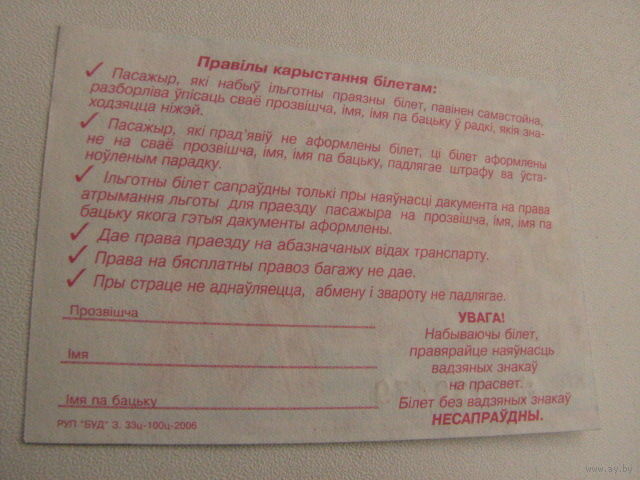 Правілы карыстання білетам:
✓ Пасажыр, які набыў ільготны праязны білет, павінен самастойна,
разборліва ўпісаць сваё прозвішча, імя, імя па бацьку ў радкі, якія зна-
ходзяцца ніжэй.
✓ Пасажыр, які прад'явіў не аформлены білет, ці білет аформлены
не на сваё прозвішча, імя, імя па бацьку, падлягае штрафу ва ўста-
ноўленым парадку.
✓ Ільготны білет сапраўдны толькі пры наяўнасці дакумента на права
атрымання льготы для праезду пасажыра на прозвішча, імя, імя па
бацьку якога гэтыя дакументы аформлены.
✓ Дае права праезду на абазначаных відах транспарту.
✓ Права на бясплатны правоз багажу не дае.
✓ Пры страце не аднаўляецца, абмену і звароту не падлягае.
Прозвішча
Імя
Імя па бацьку
РУП "БУД" З. 33ц-100ц-2006
УВАГА!
Набываючы білет,
правярайце наяўнасць
вадзяных знакаў
на прасвет.
Білет без вадзяных знакаў
НЕСАПРАЎДНЫ.
www.ay.by